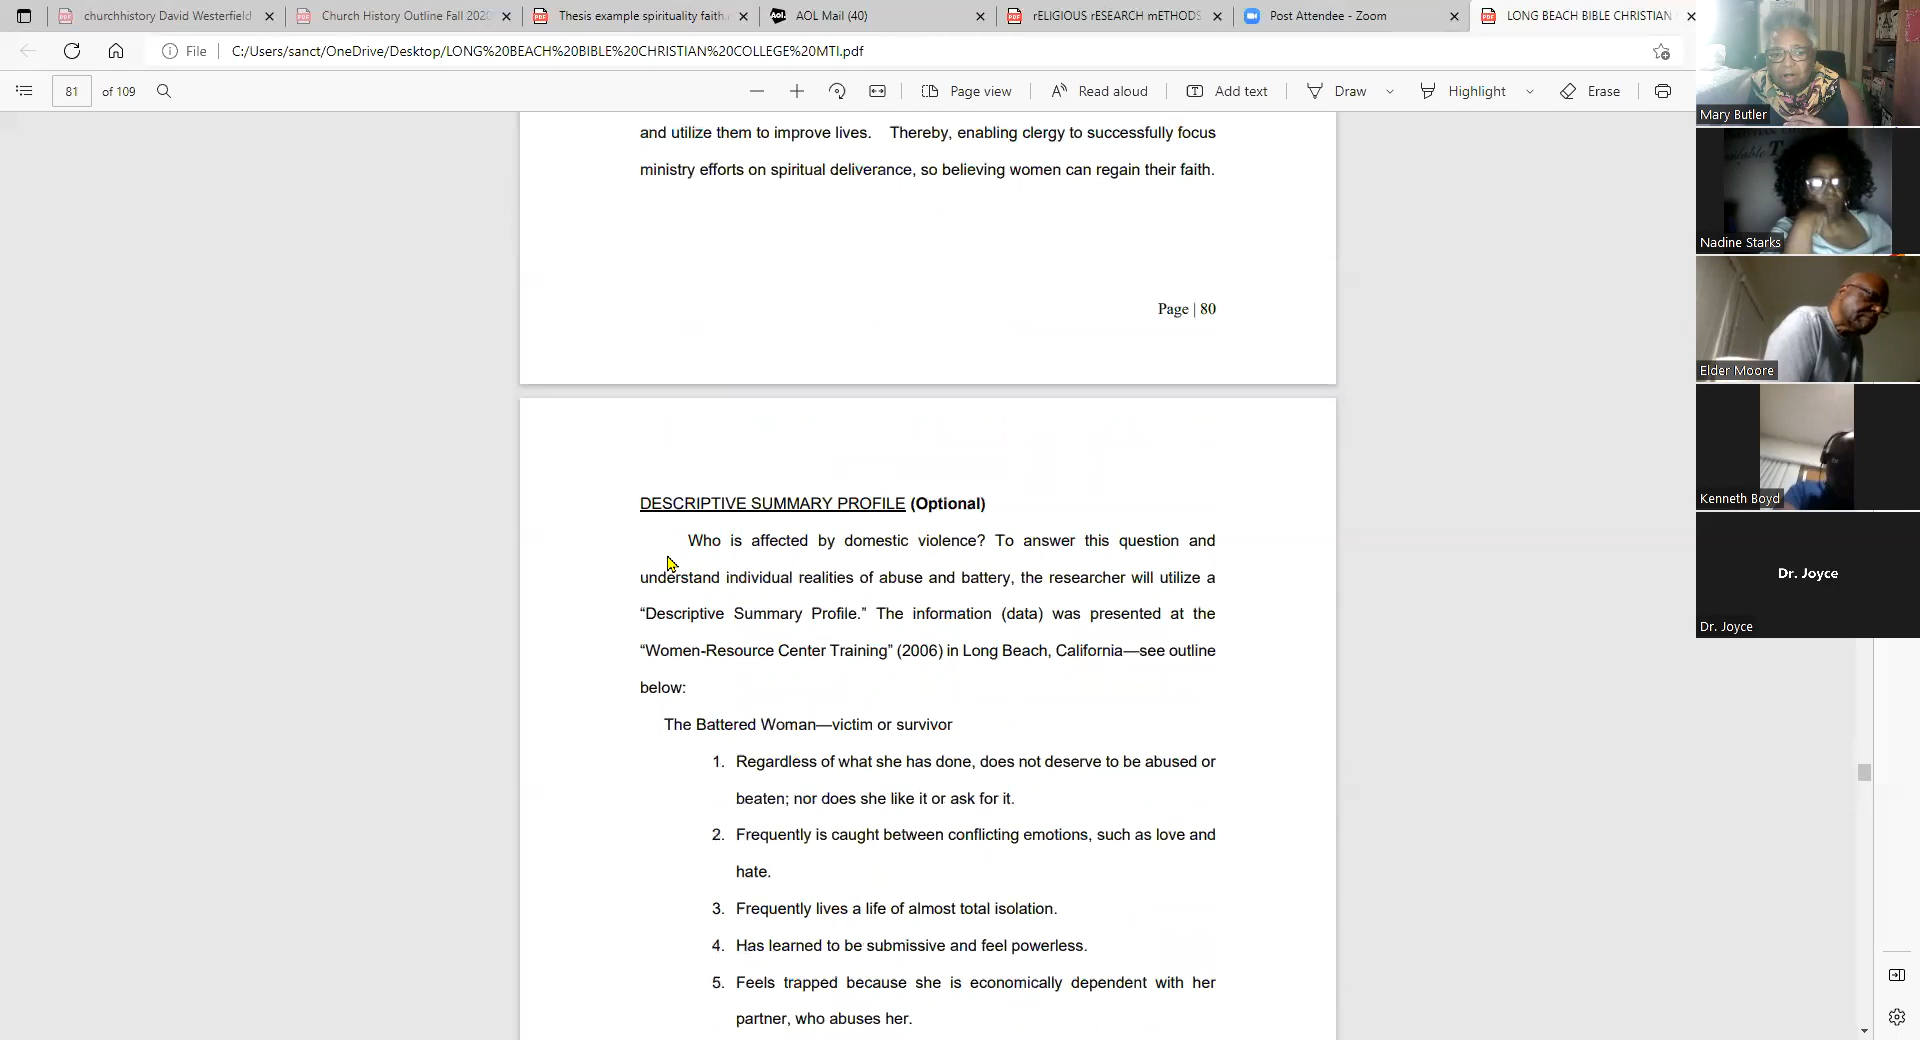 churchhistory David Westerfield
Church History Outline Fall 2020
Thesis example spirituality faith.
AOL Mail (40)
rELIGIOUS rESEARCH mETHODS
Post Attendee - Zoom
LONG BEACH BIBLE CHRISTIAN
File
C:/Users/sanct/OneDrive/Desktop/LONG%20BEACH%20BIBLE%20CHRISTIAN%20COLLEGE%20MTI.pdf
81 of 109
Page view
Read aloud
Add text
Draw
Highlight
Erase
and utilize them to improve lives. Thereby, enabling clergy to successfully focus
ministry efforts on spiritual deliverance, so believing women can regain their faith.
Page | 80
DESCRIPTIVE SUMMARY PROFILE (Optional)
Who is affected by domestic violence? To answer this question and
understand individual realities of abuse and battery, the researcher will utilize a
“Descriptive Summary Profile.” The information (data) was presented at the
“Women-Resource Center Training” (2006) in Long Beach, California—see outline
below:
The Battered Woman—victim or survivor
1. Regardless of what she has done, does not deserve to be abused or
beaten; nor does she like it or ask for it.
2. Frequently is caught between conflicting emotions, such as love and
hate.
3. Frequently lives a life of almost total isolation.
4. Has learned to be submissive and feel powerless.
5. Feels trapped because she is economically dependent with her
partner, who abuses her.
Mary Butler
Nadine Starks
Elder Moore
Kenneth Boyd
Dr. Joyce
Dr. Joyce